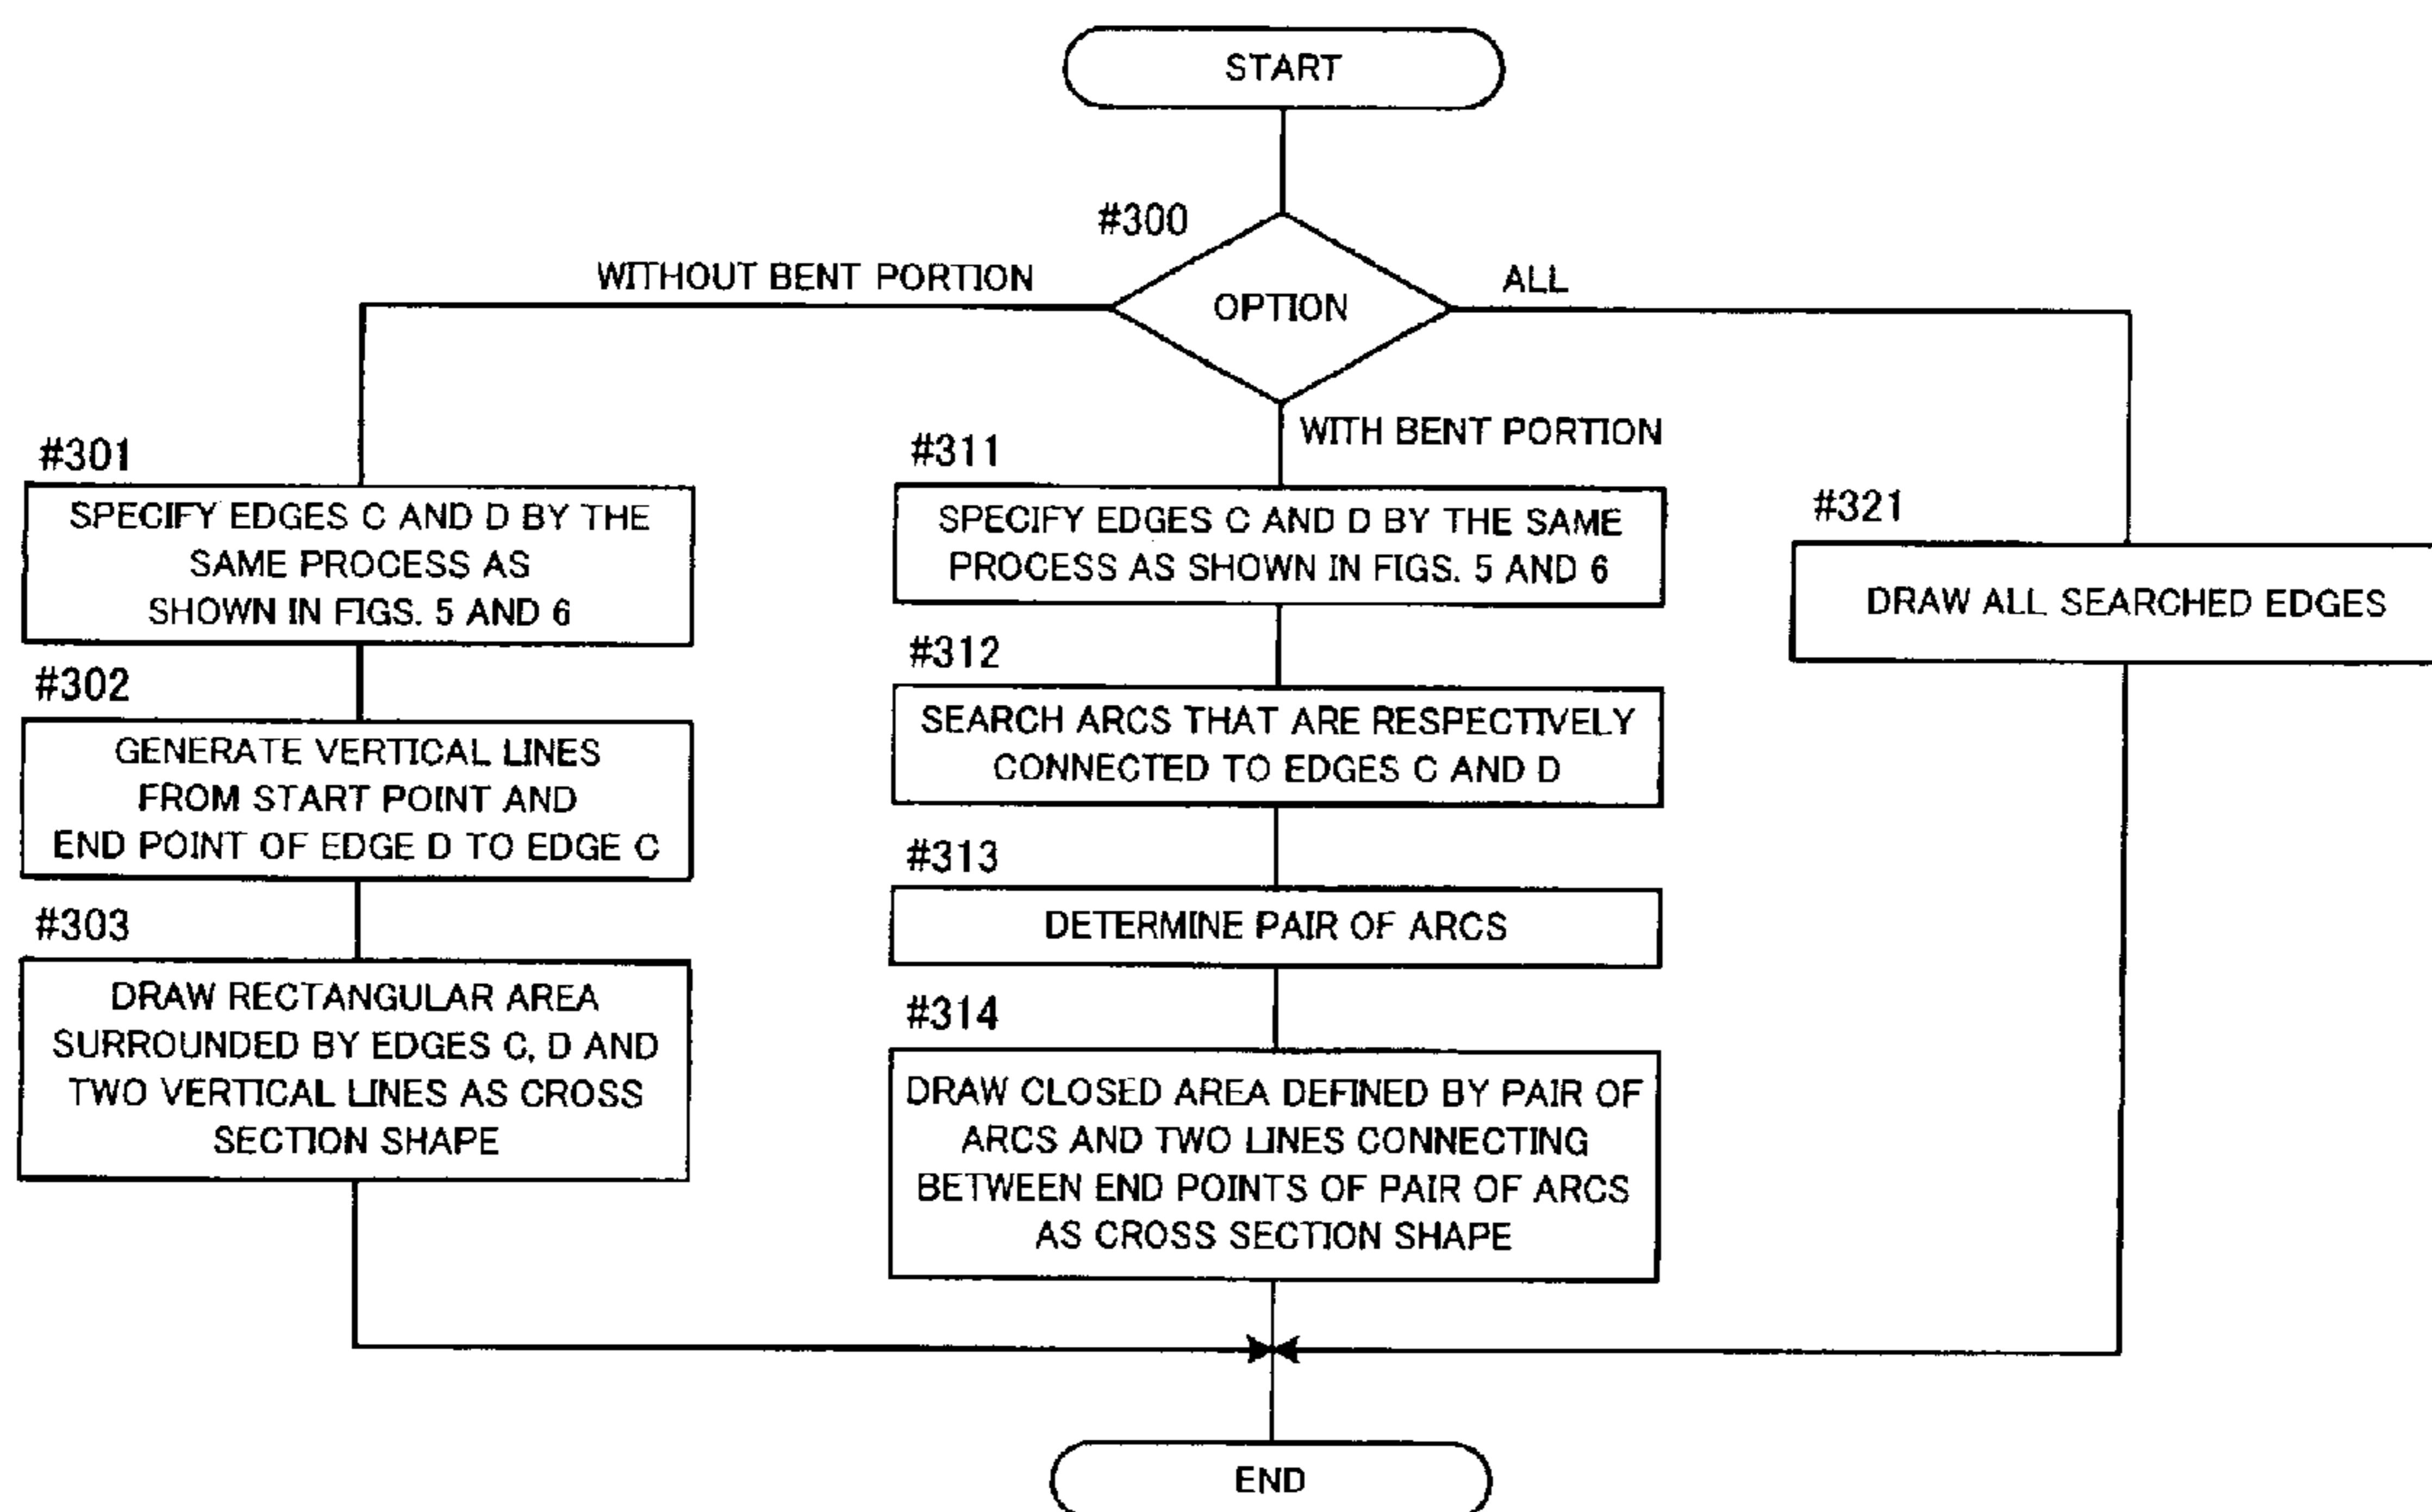 START
#300
OPTION
WITHOUT BENT PORTION
ALL
WITH BENT PORTION
#301
SPECIFY EDGES C AND D BY THE
SAME PROCESS AS
SHOWN IN FIGS. 5 AND 6
#302
GENERATE VERTICAL LINES
FROM START POINT AND
END POINT OF EDGE D TO EDGE C
#303
DRAW RECTANGULAR AREA
SURROUNDED BY EDGES C, D AND
TWO VERTICAL LINES AS CROSS
SECTION SHAPE
#311
SPECIFY EDGES C AND D BY THE SAME
PROCESS AS SHOWN IN FIGS. 5 AND 6
#312
SEARCH ARCS THAT ARE RESPECTIVELY
CONNECTED TO EDGES C AND D
#313
DETERMINE PAIR OF ARCS
#314
DRAW CLOSED AREA DEFINED BY PAIR OF
ARCS AND TWO LINES CONNECTING
BETWEEN END POINTS OF PAIR OF ARCS
AS CROSS SECTION SHAPE
#321
DRAW ALL SEARCHED EDGES
END